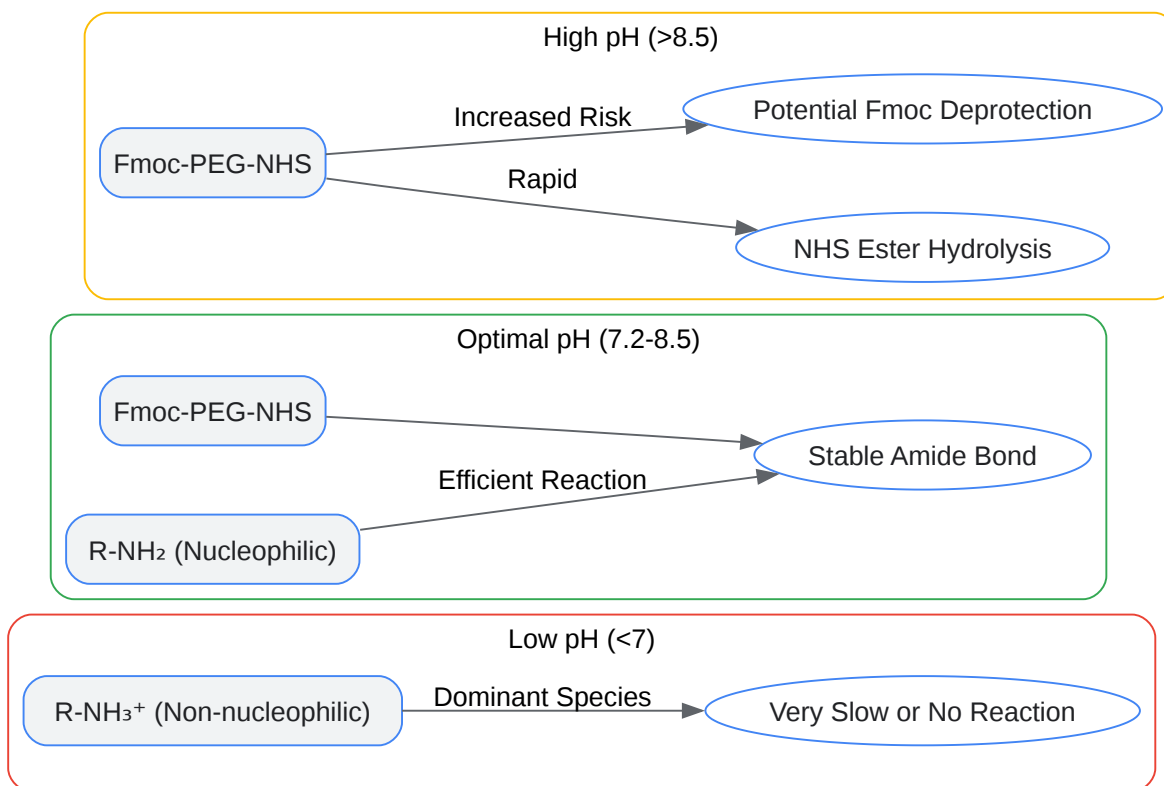 High pH (>8.5)
Fmoc-PEG-NHS
Increased Risk
Potential Fmoc Deprotection
Rapid
NHS Ester Hydrolysis
Optimal pH (7.2-8.5)
Fmoc-PEG-NHS
Stable Amide Bond
Efficient Reaction
R-NH₂ (Nucleophilic)
Low pH (<7)
R-NH₃⁺ (Non-nucleophilic)
Dominant Species
Very Slow or No Reaction